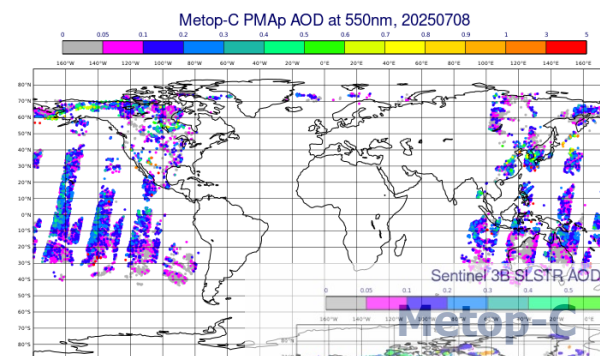 Metop-C PMAp AOD at 550nm, 20250708
0 0.05 0.1 0.2 0.3 0.4 0.5 0.6 0.7 0.8 0.9 1 3 5
160°W 140°W 120°W 100°W 80°W 60°W 40°W 20°W 0°E 20°E 40°E 60°E 80°E 100°E 120°E 140°E 160°E
80°N
70°N
60°N
50°N
40°N
30°N
20°N
10°N
0°N
10°S
20°S
30°S
40°S
Sentinel 3B SLSTR AOD
50°S
0 0.05 0.1 0.2 0.3 0.4 0.5
60°S
160°W 140°W 120°W 100°W 80°W 60°W 40°W 20°W 0°E
Metop-C
70°S
80°S
80°N